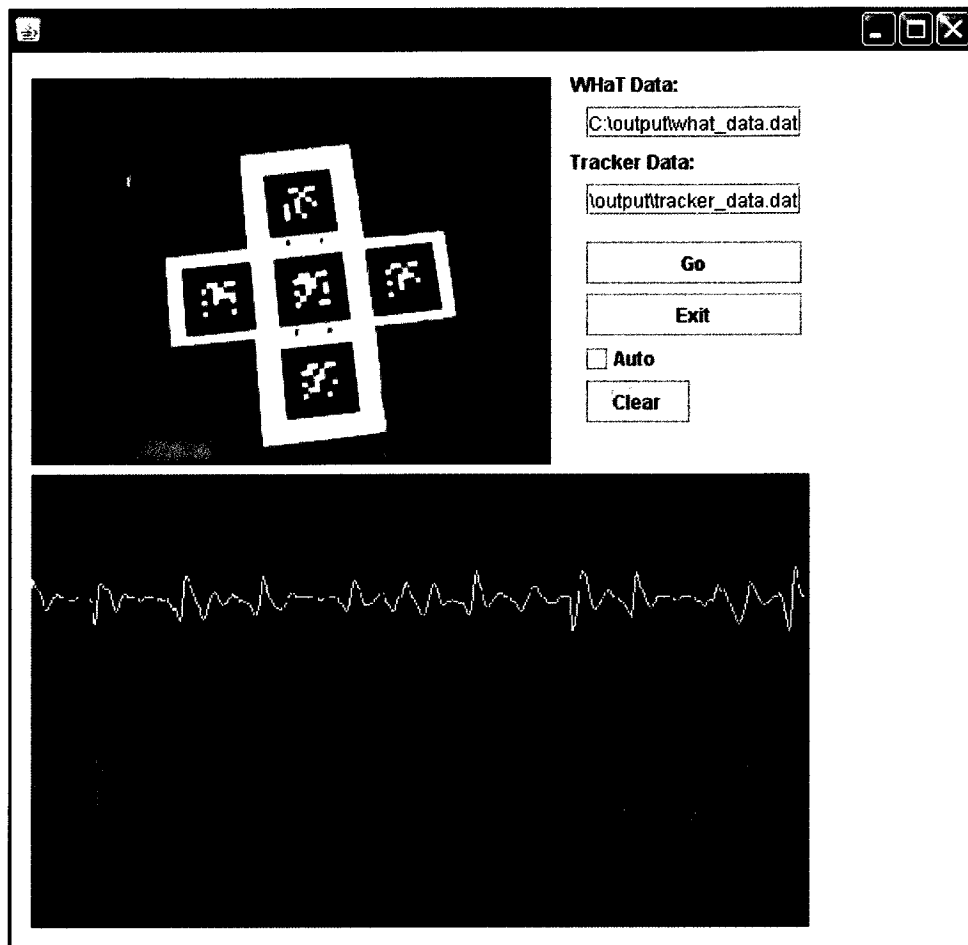 WHaT Data:
C:\output\what_data.dat
Tracker Data:
\output\tracker_data.dat
Go
Exit
Auto
Clear